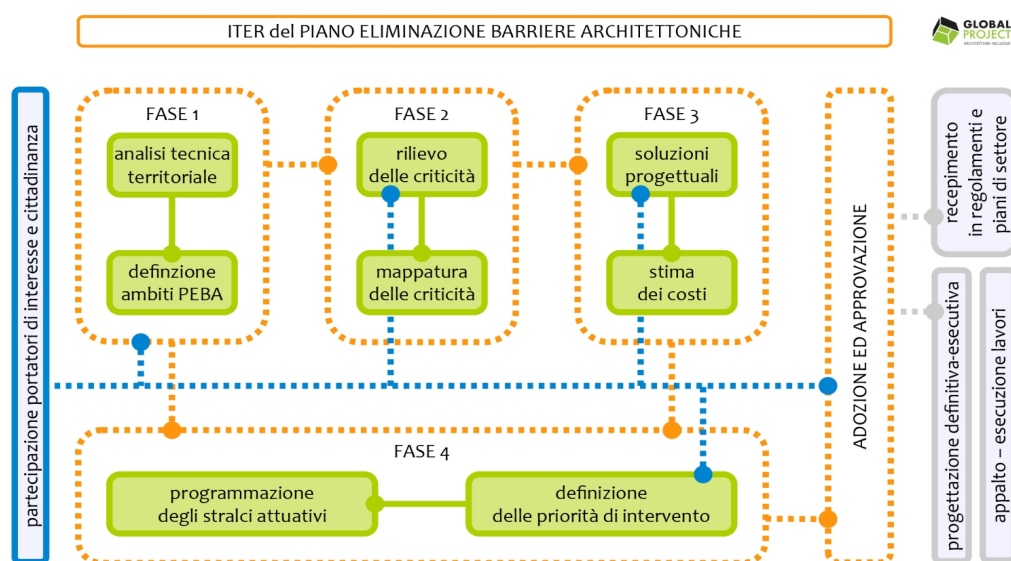 ITER del PIANO ELIMINAZIONE BARRIERE ARCHITETTONICHE
GLOBAL
PROJECT
ARCHITETTURA INCLUSIVA
partecipazione portatori di interesse e cittadinanza
FASE 1
analisi tecnica
territoriale
definzione
ambiti PEBA
FASE 2
rilievo
delle criticità
mappatura
delle criticità
FASE 3
soluzioni
progettuali
stima
dei costi
FASE 4
programmazione
degli stralci attuativi
definizione
delle priorità di intervento
ADOZIONE ED APPROVAZIONE
recepimento
in regolamenti e
piani di settore
progettazione definitiva-esecutiva
appalto – esecuzione lavori